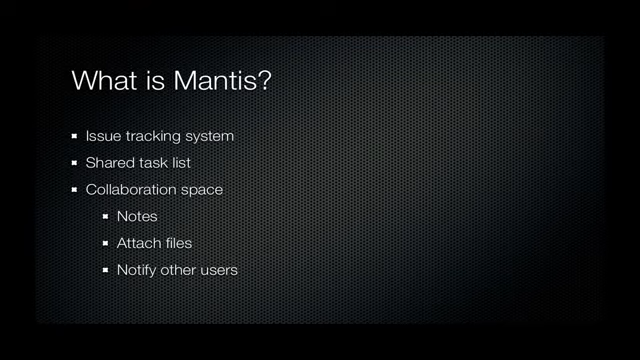 What is Mantis?
Issue tracking system
Shared task list
Collaboration space
Notes
Attach files
Notify other users